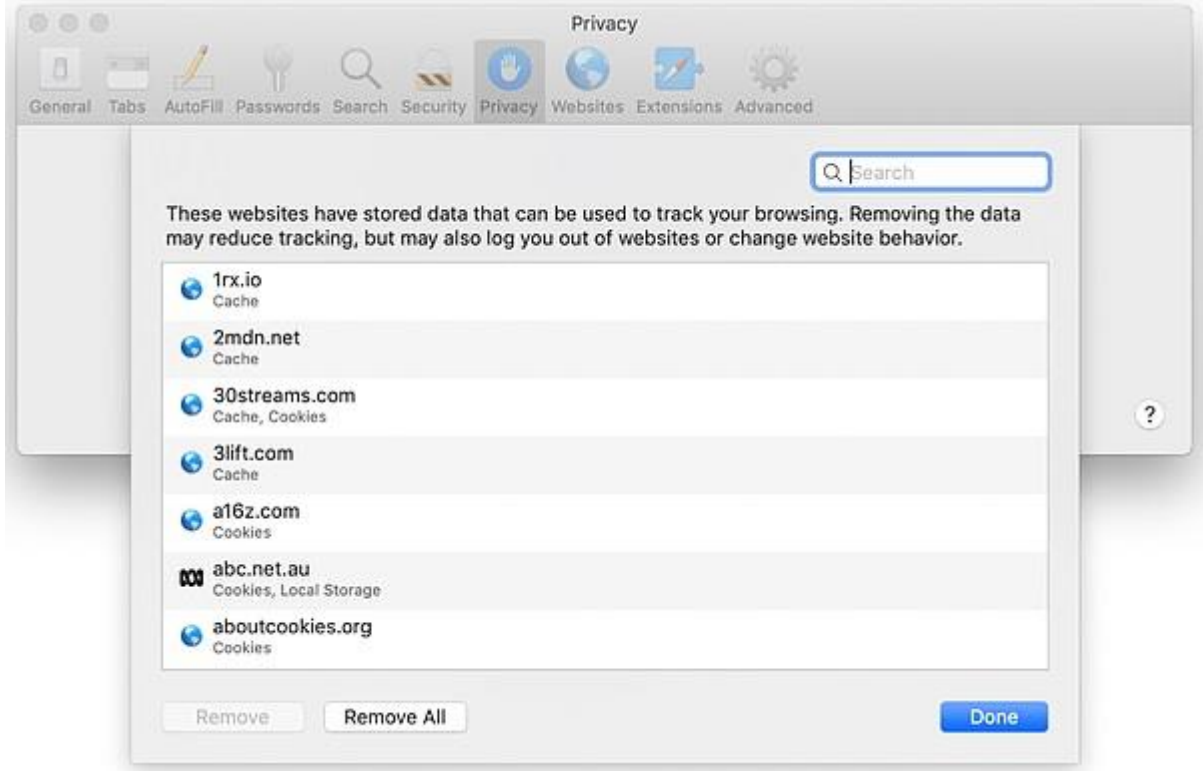 Privacy
General Tabs AutoFill Passwords Search Security Privacy Websites Extensions Advanced
Search
These websites have stored data that can be used to track your browsing. Removing the data
may reduce tracking, but may also log you out of websites or change website behavior.
1rx.io
Cache
2mdn.net
Cache
30streams.com
Cache, Cookies
3lift.com
Cache
a16z.com
Cookies
abc.net.au
Cookies, Local Storage
aboutcookies.org
Cookies
?
Remove Remove All Done